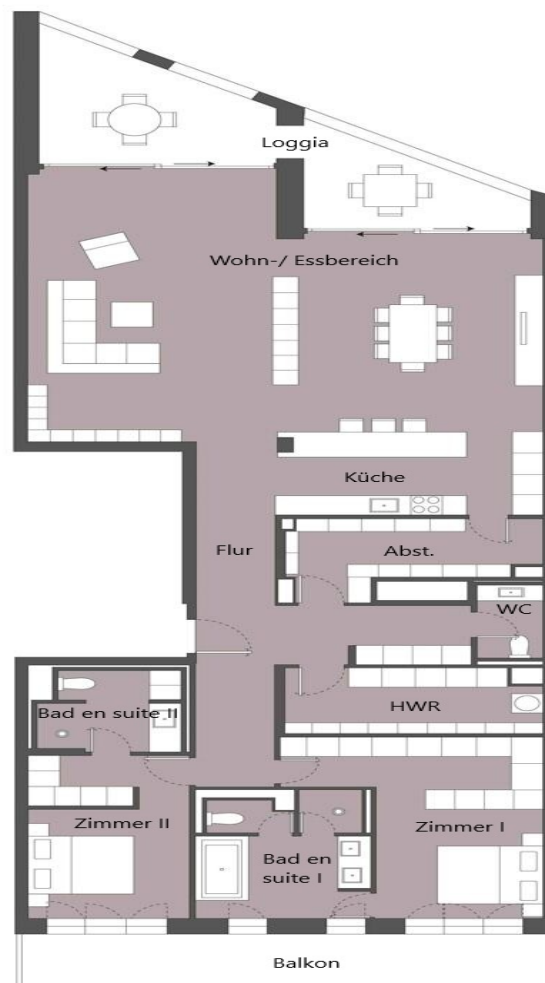 Loggia
Wohn-/ Essbereich
Küche
Flur
Abst.
WC
HWR
Bad en suite II
Zimmer II
Zimmer I
Bad en
suite I
Balkon